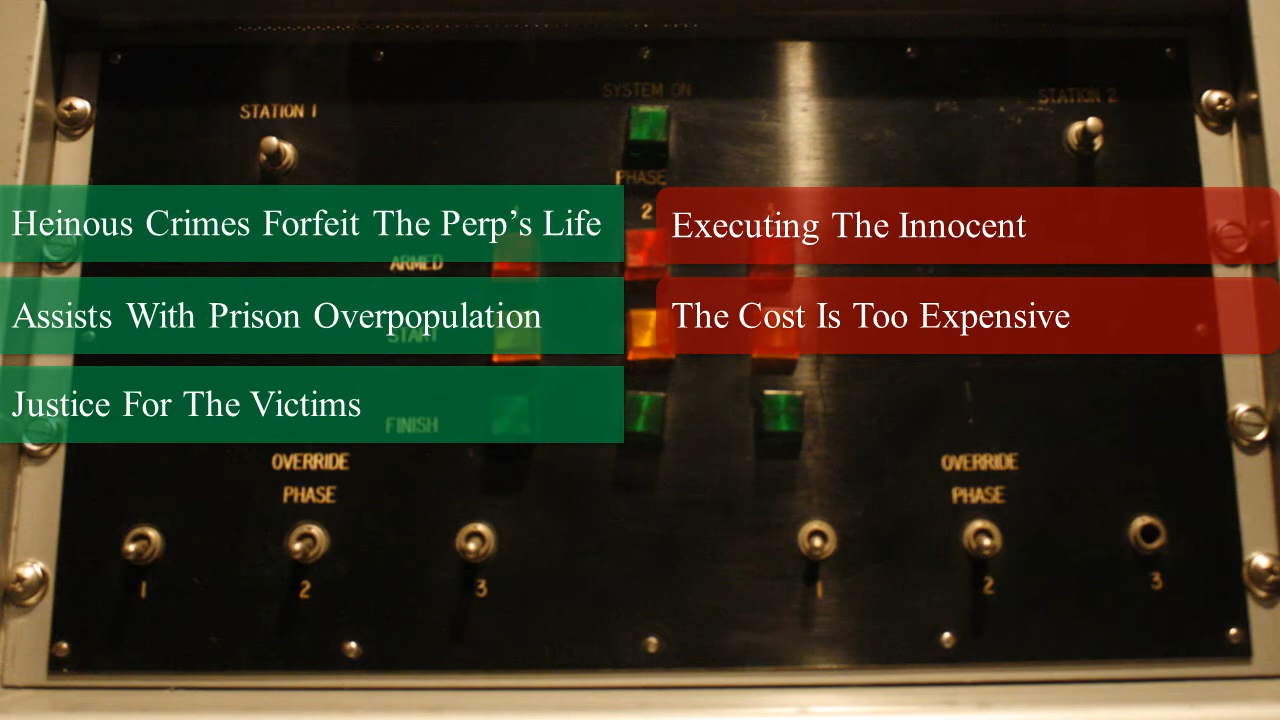 SYSTEM ON
STATION 1
STATION 2
PHASE
2
Heinous Crimes Forfeit The Perp’s Life
Executing The Innocent
ARMED
Assists With Prison Overpopulation
The Cost Is Too Expensive
START
Justice For The Victims
FINISH
OVERRIDE
PHASE
OVERRIDE
PHASE
1
2
3
1
2
3